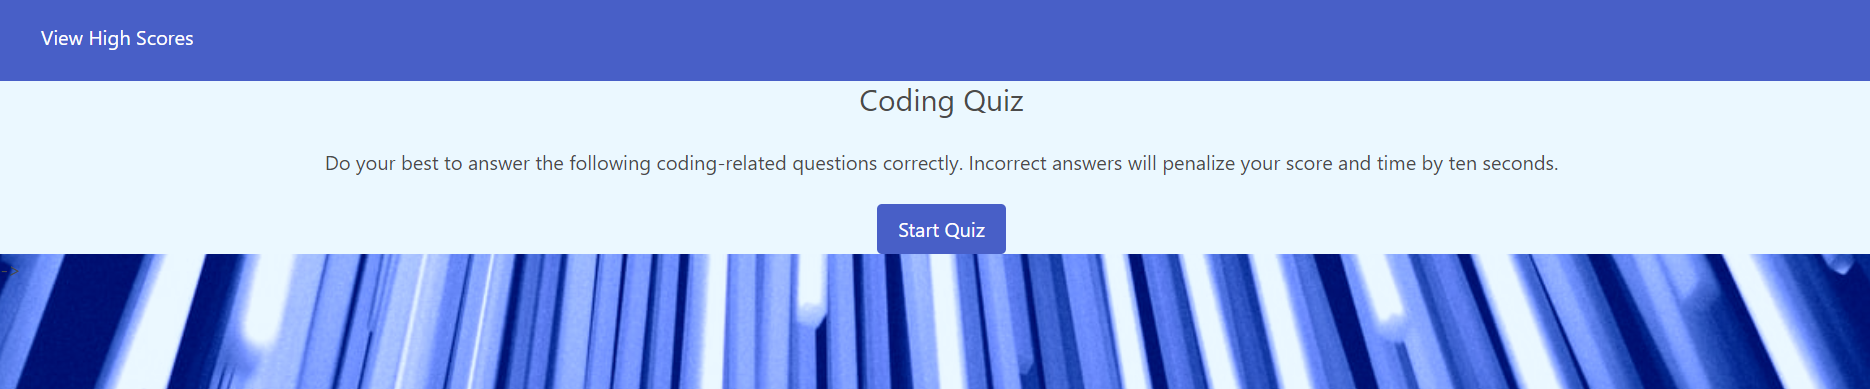 View High Scores
Coding Quiz
Do your best to answer the following coding-related questions correctly. Incorrect answers will penalize your score and time by ten seconds.
Start Quiz